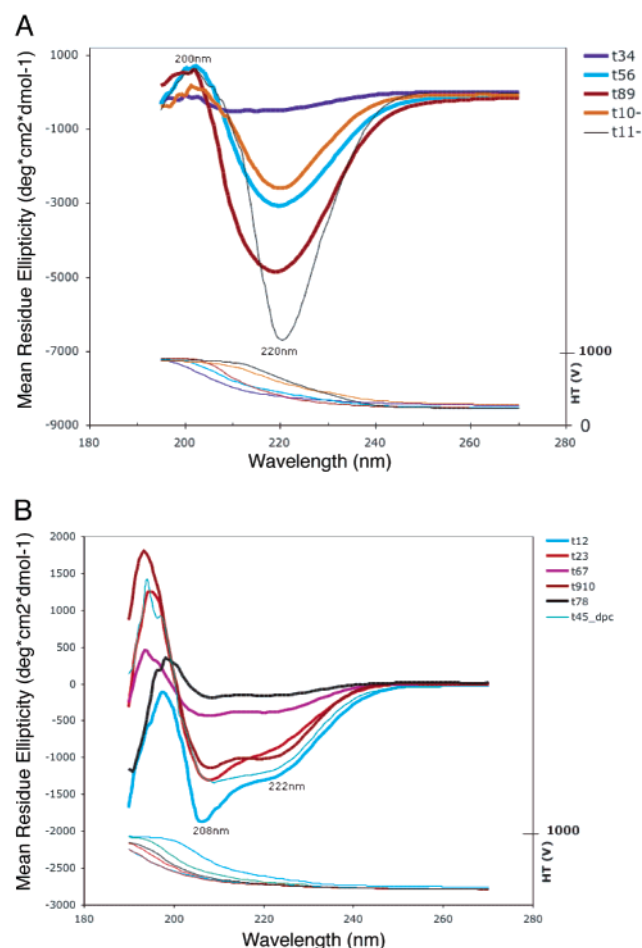 A
Mean Residue Ellipticity (deg*cm2*dmol-1)
1000
-1000
-3000
-5000
-7000
-9000
200nm
220nm
t34
t56
t89
t10-
t11-
1000
HT (V)
0
180 200 220 240 260 280
Wavelength (nm)
B
Mean Residue Ellipticity (deg*cm2*dmol-1)
2000
1500
1000
500
0
-500
-1000
-1500
-2000
-2500
-3000
222nm
208nm
t12
t23
t67
t910
t78
t45_dpc
1000
HT (V)
180 200 220 240 260 280
Wavelength (nm)